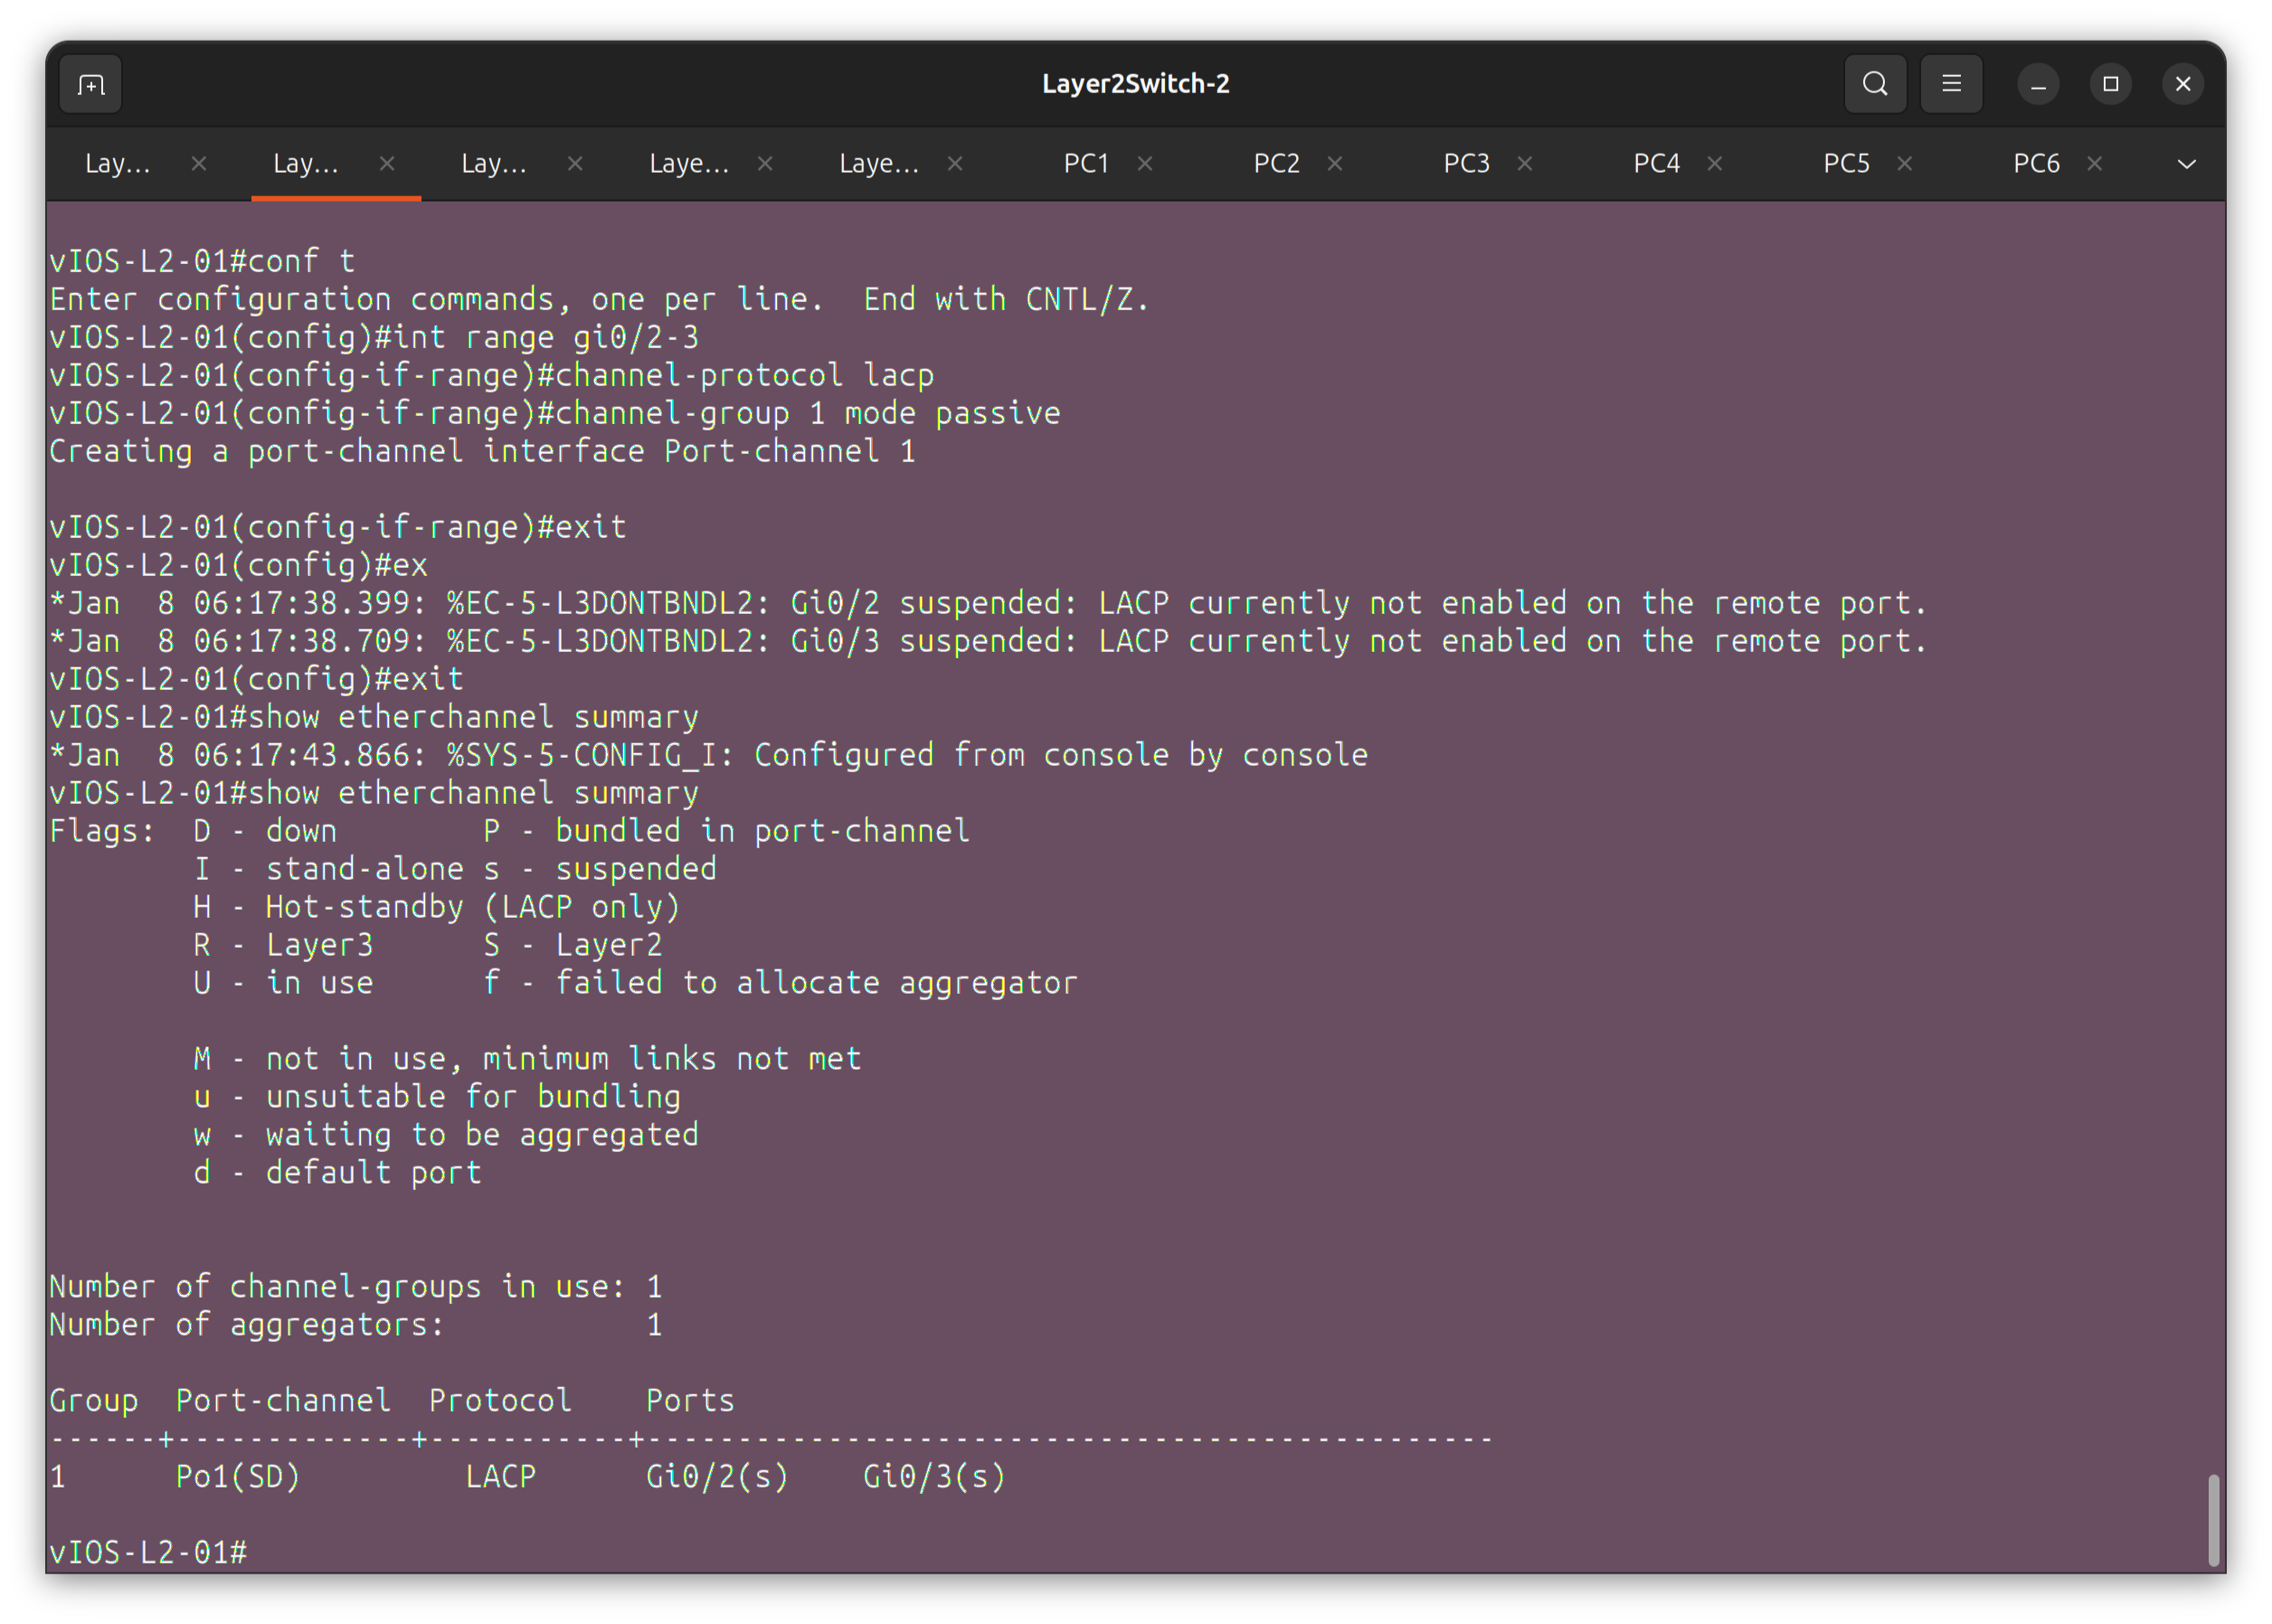 Layer2Switch-2
Lay... Lay... Lay... Laye... Laye... PC1 PC2 PC3 PC4 PC5 PC6
vIOS-L2-01#conf t
Enter configuration commands, one per line.  End with CNTL/Z.
vIOS-L2-01(config)#int range gi0/2-3
vIOS-L2-01(config-if-range)#channel-protocol lacp
vIOS-L2-01(config-if-range)#channel-group 1 mode passive
Creating a port-channel interface Port-channel 1
vIOS-L2-01(config-if-range)#exit
vIOS-L2-01(config)#ex
*Jan  8 06:17:38.399: %EC-5-L3DONTBNDL2: Gi0/2 suspended: LACP currently not enabled on the remote port.
*Jan  8 06:17:38.709: %EC-5-L3DONTBNDL2: Gi0/3 suspended: LACP currently not enabled on the remote port.
vIOS-L2-01(config)#exit
vIOS-L2-01#show etherchannel summary
*Jan  8 06:17:43.866: %SYS-5-CONFIG_I: Configured from console by console
vIOS-L2-01#show etherchannel summary
Flags:  D - down        P - bundled in port-channel
        I - stand-alone s - suspended
        H - Hot-standby (LACP only)
        R - Layer3      S - Layer2
        U - in use      f - failed to allocate aggregator
        M - not in use, minimum links not met
        u - unsuitable for bundling
        w - waiting to be aggregated
        d - default port
Number of channel-groups in use: 1
Number of aggregators:           1
Group  Port-channel  Protocol    Ports
------+-------------+-----------+-----------------------------------------------
1      Po1(SD)         LACP      Gi0/2(s)    Gi0/3(s)
vIOS-L2-01#